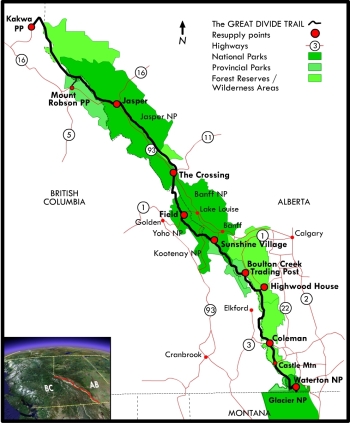 Kakwa
PP
N
The GREAT DIVIDE TRAIL
Resupply points
Highways
3
National Parks
Provincial Parks
Forest Reserves /
Wilderness Areas
16
16
Mount
Robson PP
Jasper
Jasper NP
5
93
11
The Crossing
BRITISH
COLUMBIA
ALBERTA
Banff NP
Lake Louise
1
Field
Golden
Banff
1
Calgary
Yoho NP
Sunshine Village
Kootenay NP
Boulton Creek
Trading Post
Highwood House
2
22
93
Elkford
3
Coleman
Cranbrook
Castle Mtn
Waterton NP
Glacier NP
MONTANA
BC
AB